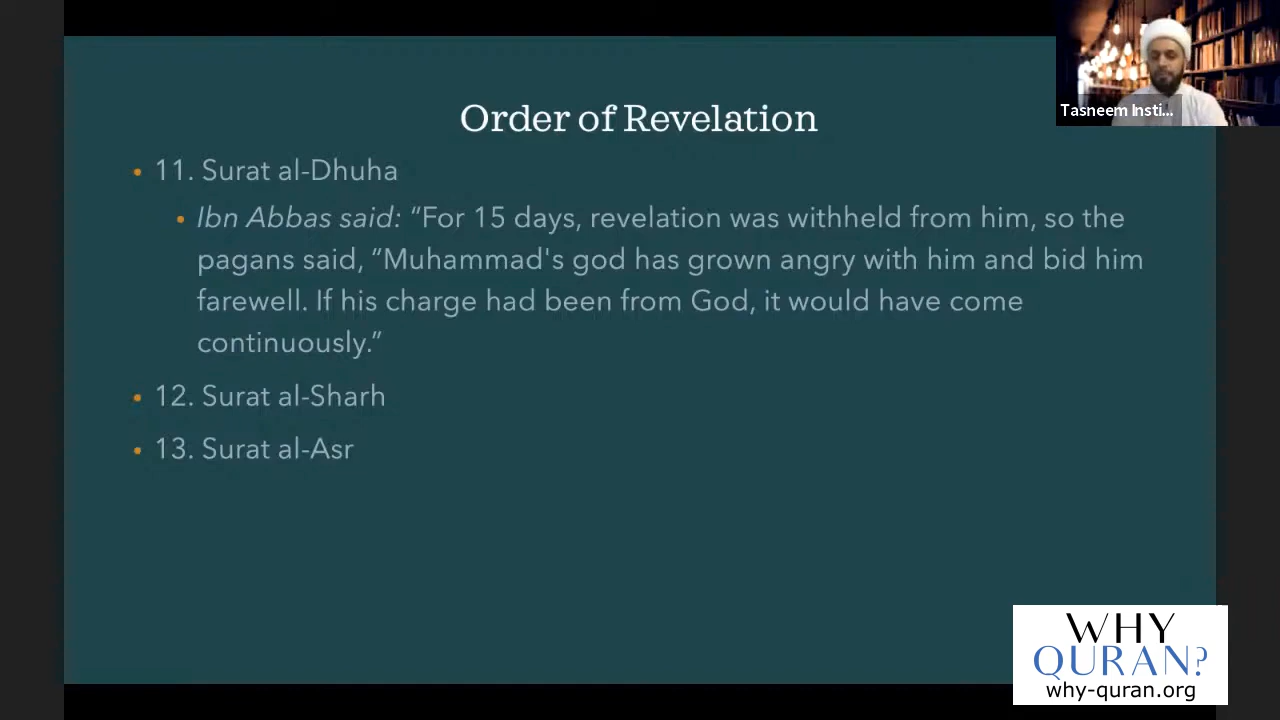 Order of Revelation
• 11. Surat al-Dhuha
• Ibn Abbas said: “For 15 days, revelation was withheld from him, so the
pagans said, “Muhammad's god has grown angry with him and bid him
farewell. If his charge had been from God, it would have come
continuously.”
• 12. Surat al-Sharh
• 13. Surat al-Asr
Tasneem Insti...
WHY
QURAN?
why-quran.org